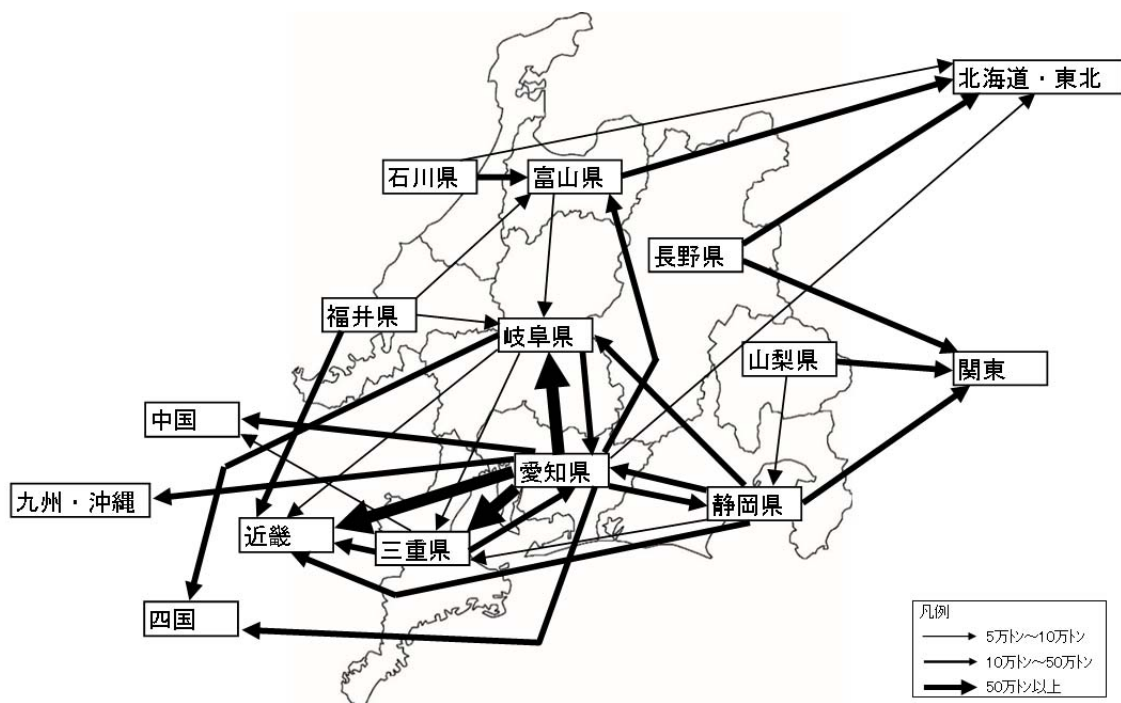 北海道・東北
石川県
富山県
長野県
福井県
岐阜県
山梨県
関東
中国
愛知県
九州・沖縄
静岡県
近畿
三重県
四国
凡例
5万トン～10万トン
10万トン～50万トン
50万トン以上